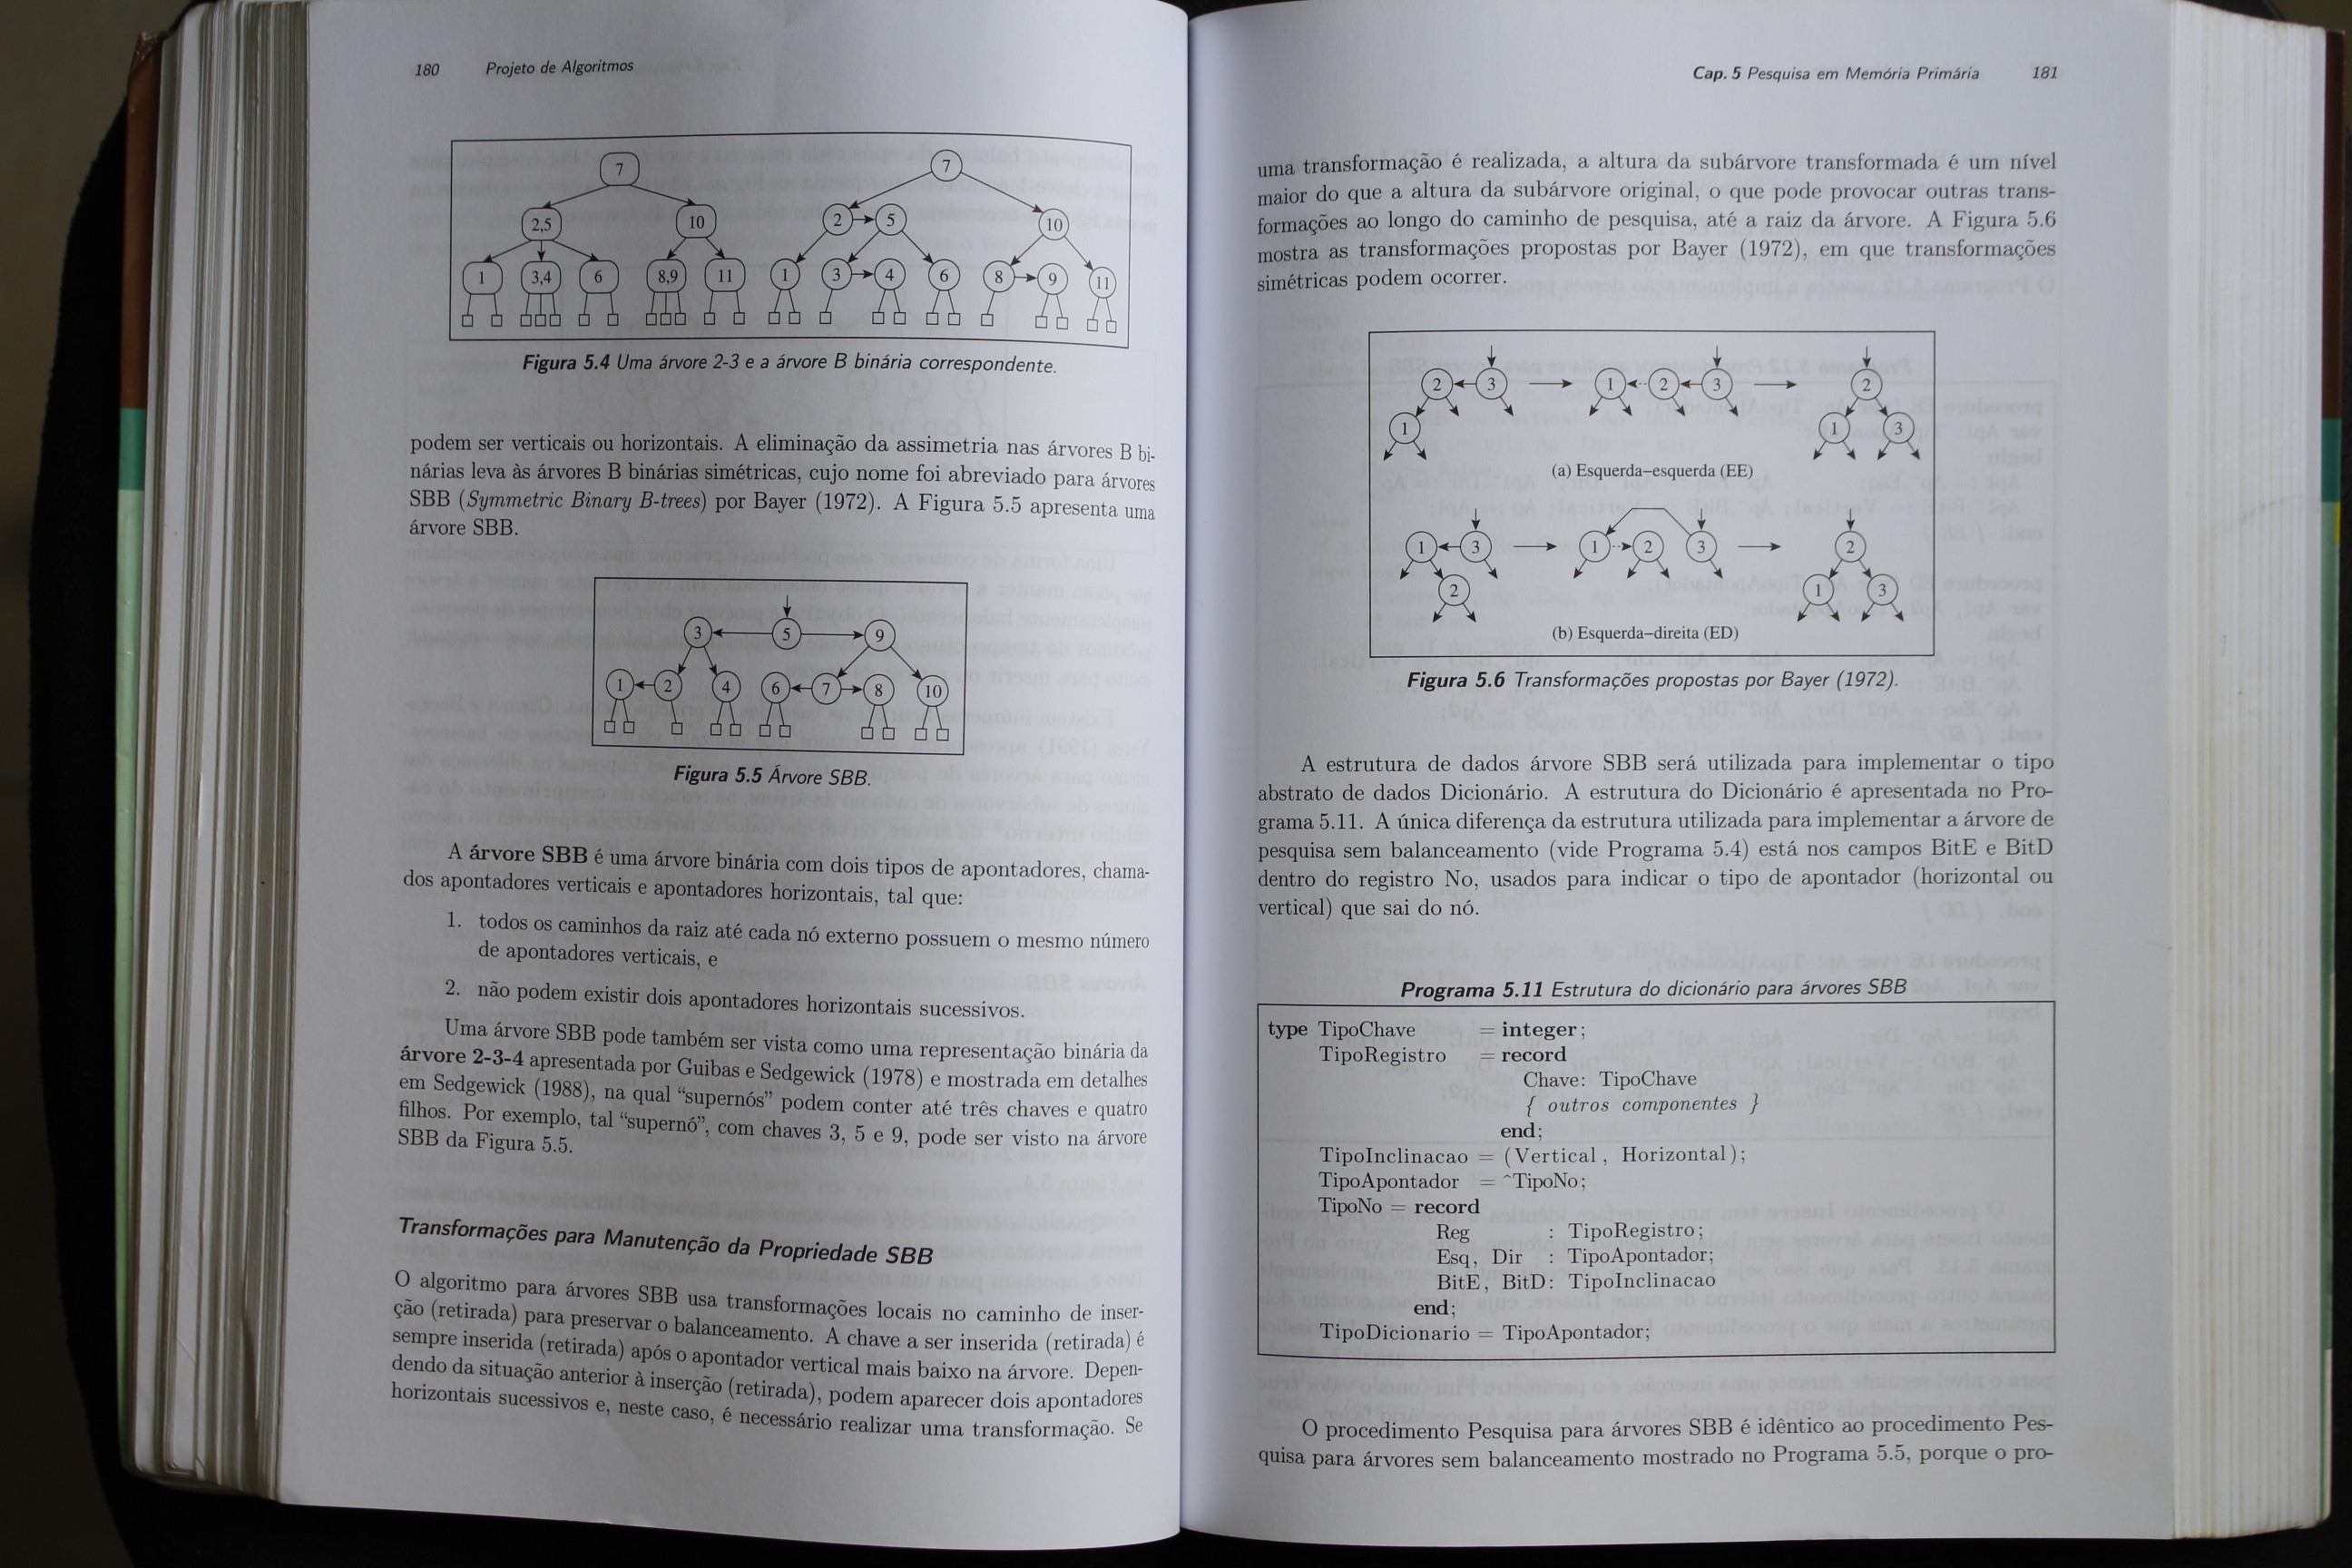 180 Projeto de Algoritmos
7
2,5 10
1 3,4 6 8,9 11
7
2 5 10
1 3 4 6 8 9 11
Figura 5.4 Uma árvore 2-3 e a árvore B binária correspondente.
podem ser verticais ou horizontais. A eliminação da assimetria nas árvores B bi-
nárias leva às árvores B binárias simétricas, cujo nome foi abreviado para árvores
SBB (Symmetric Binary B-trees) por Bayer (1972). A Figura 5.5 apresenta uma
árvore SBB.
3 5 9
1 2 4 6 7 8 10
Figura 5.5 Árvore SBB.
A árvore SBB é uma árvore binária com dois tipos de apontadores, chama-
dos apontadores verticais e apontadores horizontais, tal que:
1. todos os caminhos da raiz até cada nó externo possuem o mesmo número
de apontadores verticais, e
2. não podem existir dois apontadores horizontais sucessivos.
Uma árvore SBB pode também ser vista como uma representação binária da
árvore 2-3-4 apresentada por Guibas e Sedgewick (1978) e mostrada em detalhes
em Sedgewick (1988), na qual “supernós” podem conter até três chaves e quatro
filhos. Por exemplo, tal “supernó”, com chaves 3, 5 e 9, pode ser visto na árvore
SBB da Figura 5.5.
Transformações para Manutenção da Propriedade SBB
O algoritmo para árvores SBB usa transformações locais no caminho de inser-
ção (retirada) para preservar o balanceamento. A chave a ser inserida (retirada) é
sempre inserida (retirada) após o apontador vertical mais baixo na árvore. Depen-
dendo da situação anterior à inserção (retirada), podem aparecer dois apontadores
horizontais sucessivos e, neste caso, é necessário realizar uma transformação. Se
Cap. 5 Pesquisa em Memória Primária 181
uma transformação é realizada, a altura da subárvore transformada é um nível
maior do que a altura da subárvore original, o que pode provocar outras trans-
formações ao longo do caminho de pesquisa, até a raiz da árvore. A Figura 5.6
mostra as transformações propostas por Bayer (1972), em que transformações
simétricas podem ocorrer.
2 3 1 2 3 2
1 1 3
(a) Esquerda–esquerda (EE)
1 3 1 2 3 2
2 1 3
(b) Esquerda–direita (ED)
Figura 5.6 Transformações propostas por Bayer (1972).
A estrutura de dados árvore SBB será utilizada para implementar o tipo
abstrato de dados Dicionário. A estrutura do Dicionário é apresentada no Pro-
grama 5.11. A única diferença da estrutura utilizada para implementar a árvore de
pesquisa sem balanceamento (vide Programa 5.4) está nos campos BitE e BitD
dentro do registro No, usados para indicar o tipo de apontador (horizontal ou
vertical) que sai do nó.
Programa 5.11 Estrutura do dicionário para árvores SBB
type TipoChave = integer;
TipoRegistro = record
Chave: TipoChave
{ outros componentes }
end;
TipoInclinacao = (Vertical, Horizontal);
TipoApontador = ^TipoNo;
TipoNo = record
Reg : TipoRegistro;
Esq, Dir : TipoApontador;
BitE, BitD: TipoInclinacao
end;
TipoDicionario = TipoApontador;
O procedimento Pesquisa para árvores SBB é idêntico ao procedimento Pes-
quisa para árvores sem balanceamento mostrado no Programa 5.5, porque o pro-